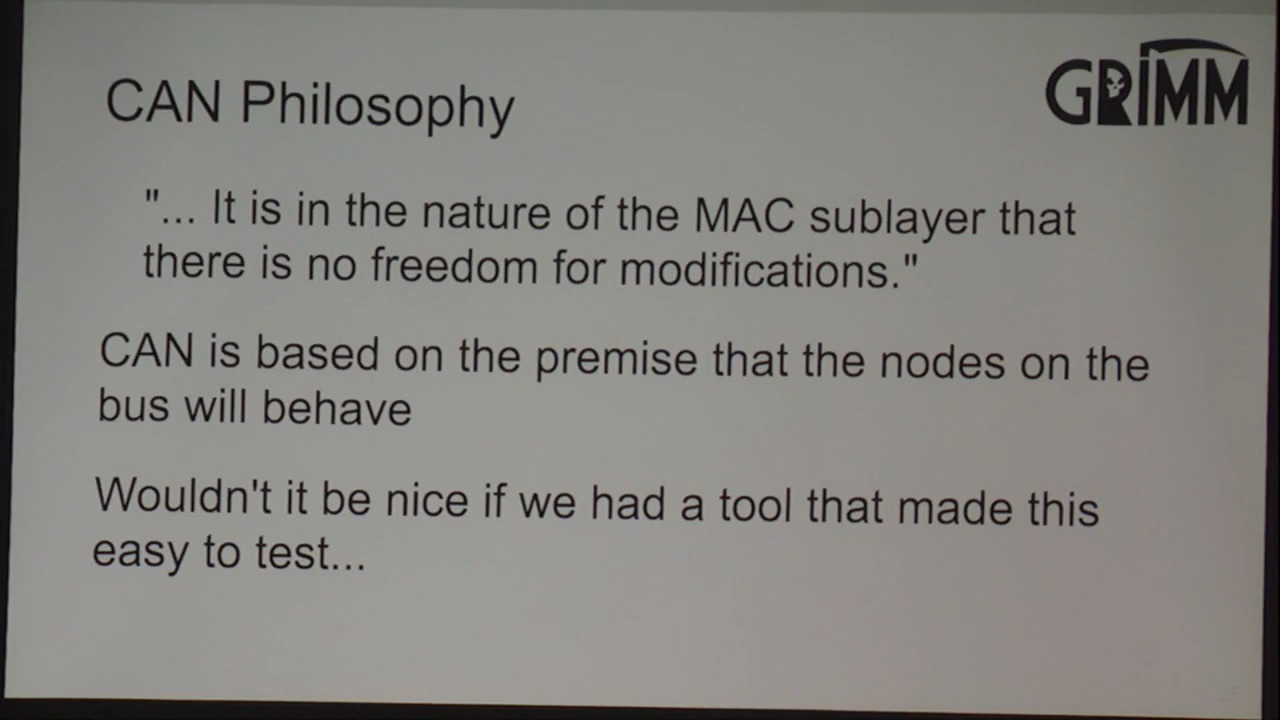 GRIMM
CAN Philosophy
"... It is in the nature of the MAC sublayer that
there is no freedom for modifications."
CAN is based on the premise that the nodes on the
bus will behave
Wouldn't it be nice if we had a tool that made this
easy to test...